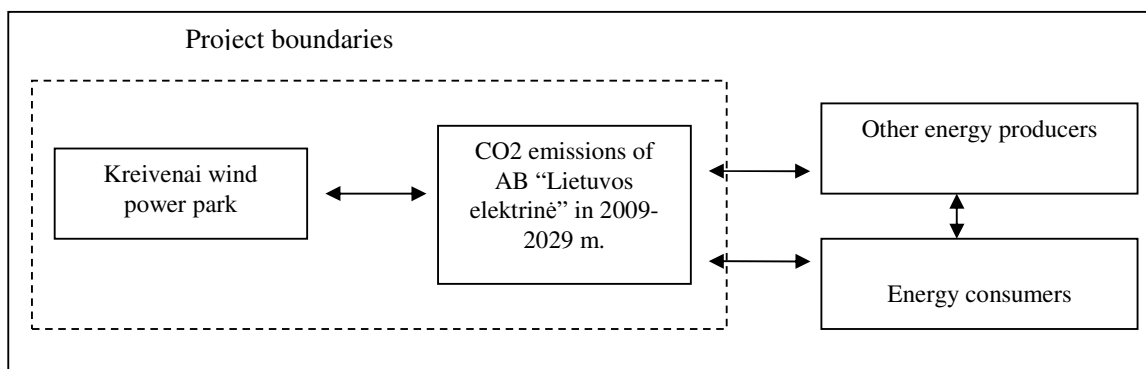 Project boundaries
Kreivenai wind
power park
CO2 emissions of
AB “Lietuvos
elektrinė” in 2009-
2029 m.
Other energy producers
Energy consumers